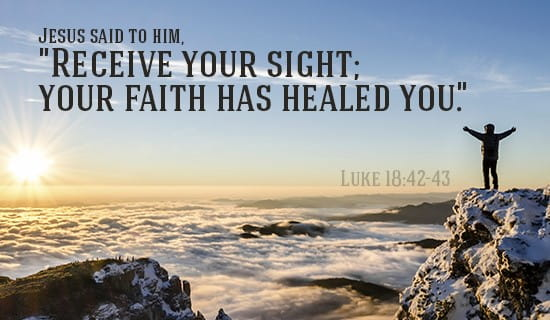 Jesus said to him,
"Receive your sight;
your faith has healed you."
Luke 18:42-43